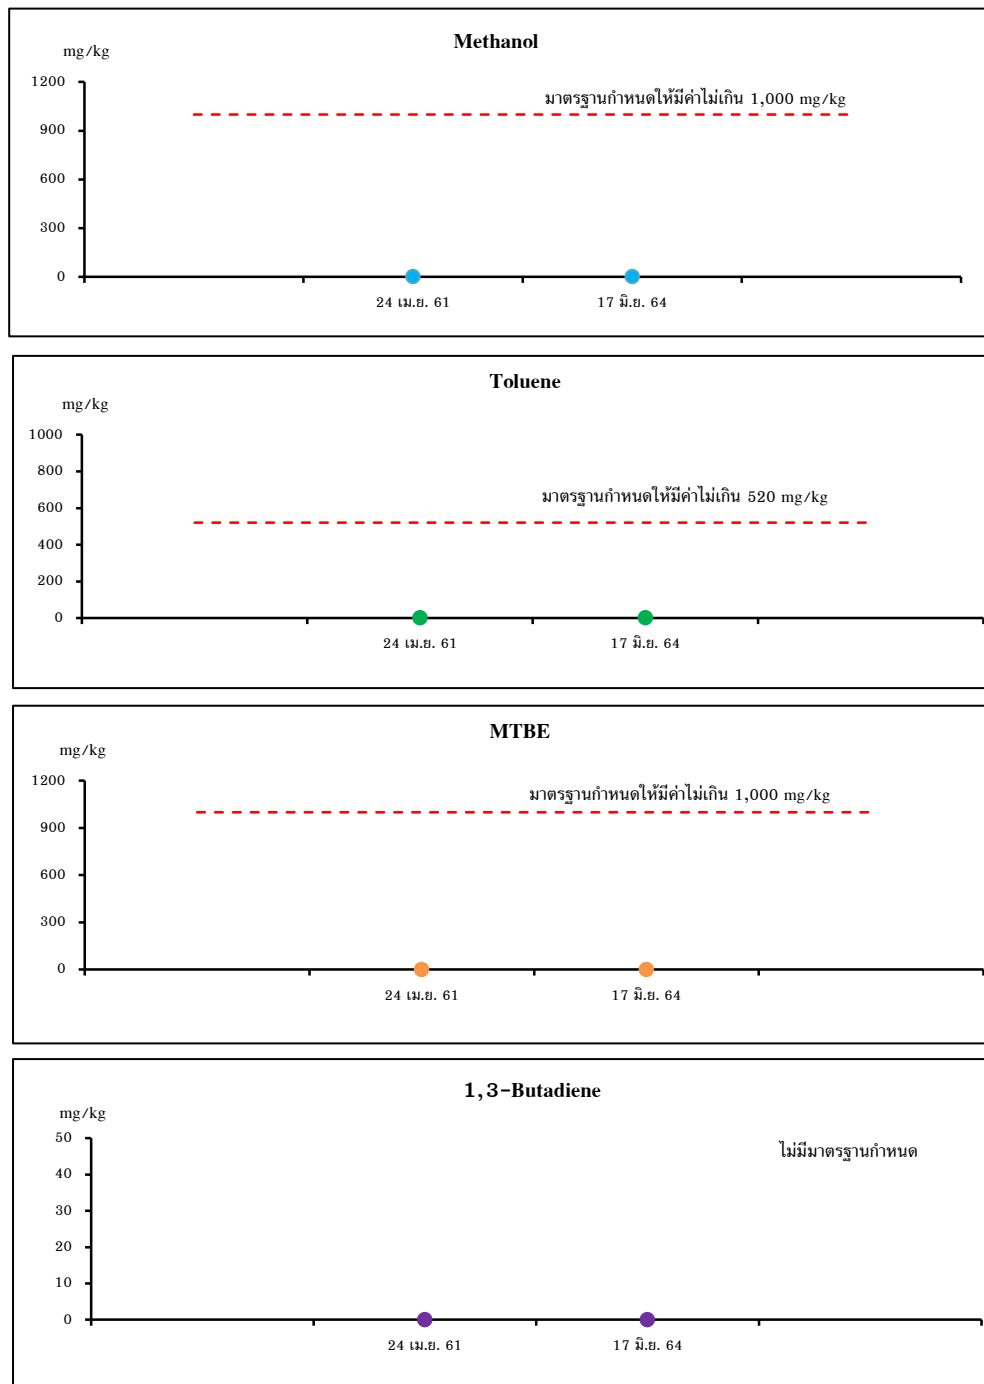 Methanol
mg/kg
1200
มาตรฐานกำหนดให้มีค่าไม่เกิน 1,000 mg/kg
900
600
300
0
24 เม.ย. 61 17 มิ.ย. 64
Toluene
mg/kg
1000
800
มาตรฐานกำหนดให้มีค่าไม่เกิน 520 mg/kg
600
400
200
0
24 เม.ย. 61 17 มิ.ย. 64
MTBE
mg/kg
1200
มาตรฐานกำหนดให้มีค่าไม่เกิน 1,000 mg/kg
900
600
300
0
24 เม.ย. 61 17 มิ.ย. 64
1,3-Butadiene
mg/kg
50
ไม่มีมาตรฐานกำหนด
40
30
20
10
0
24 เม.ย. 61 17 มิ.ย. 64